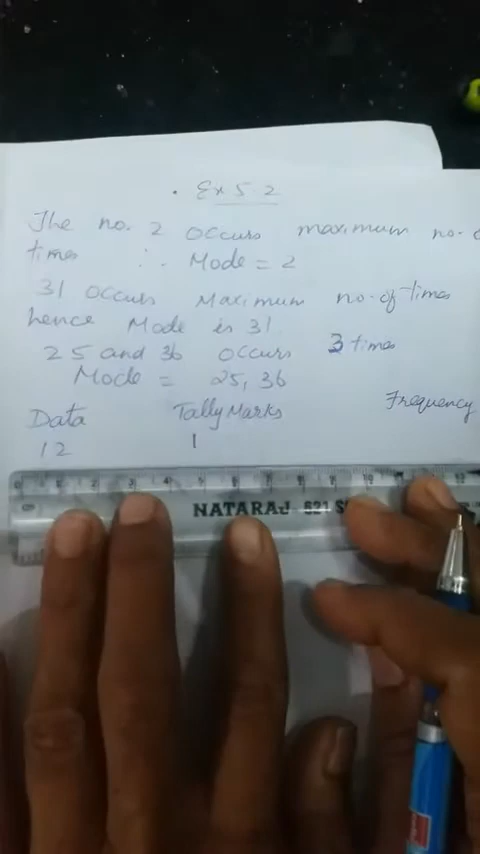 Ex 5.2
The no. 2 occurs maximum no. o
times ∴ Mode = 2
31 occurs maximum no. of times
hence Mode is 31
25 and 36 occurs 3 times
Mode = 25, 36
Data Tally Marks Frequency
12 |
NATARAJ 621